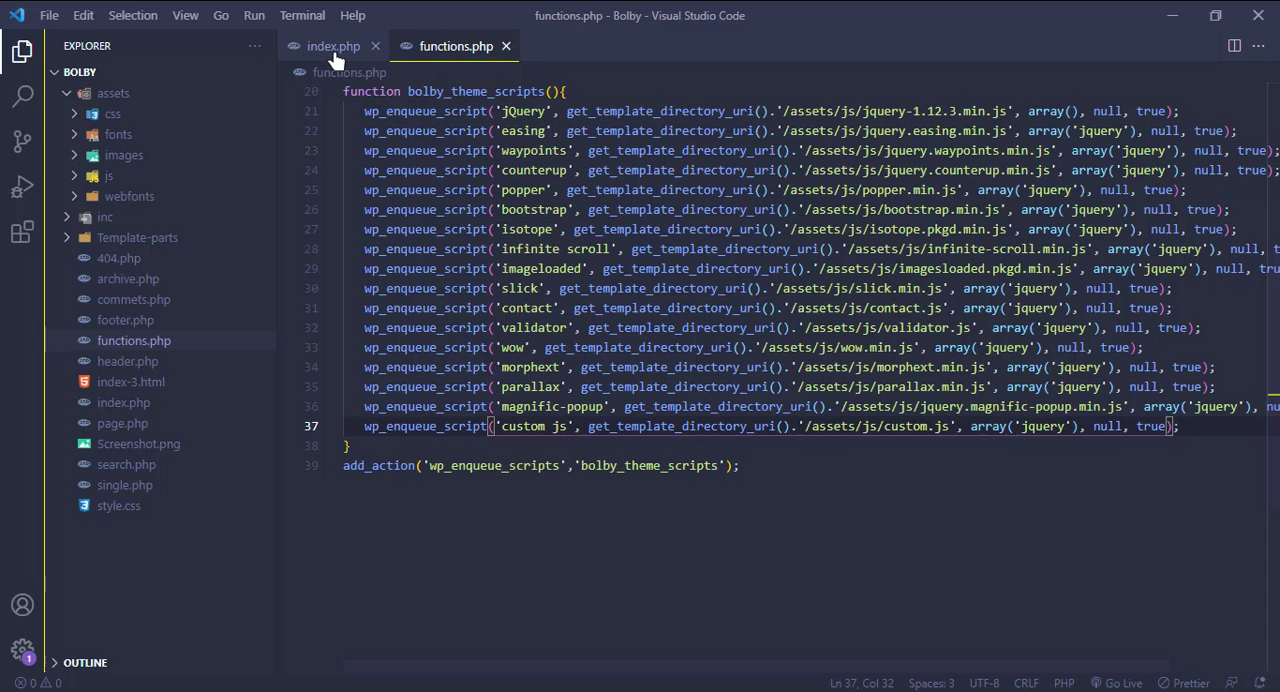 File Edit Selection View Go Run Terminal Help functions.php - Bolby - Visual Studio Code
EXPLORER
BOLBY
assets
css
fonts
images
js
webfonts
inc
Template-parts
404.php
archive.php
commets.php
footer.php
functions.php
header.php
index-3.html
index.php
page.php
Screenshot.png
search.php
single.php
style.css
OUTLINE
index.php functions.php
functions.php
20 function bolby_theme_scripts(){
21 wp_enqueue_script('jQuery', get_template_directory_uri().'/assets/js/jquery-1.12.3.min.js', array(), null, true);
22 wp_enqueue_script('easing', get_template_directory_uri().'/assets/js/jquery.easing.min.js', array('jquery'), null, true);
23 wp_enqueue_script('waypoints', get_template_directory_uri().'/assets/js/jquery.waypoints.min.js', array('jquery'), null, true);
24 wp_enqueue_script('counterup', get_template_directory_uri().'/assets/js/jquery.counterup.min.js', array('jquery'), null, true);
25 wp_enqueue_script('popper', get_template_directory_uri().'/assets/js/popper.min.js', array('jquery'), null, true);
26 wp_enqueue_script('bootstrap', get_template_directory_uri().'/assets/js/bootstrap.min.js', array('jquery'), null, true);
27 wp_enqueue_script('isotope', get_template_directory_uri().'/assets/js/isotope.pkgd.min.js', array('jquery'), null, true);
28 wp_enqueue_script('infinite scroll', get_template_directory_uri().'/assets/js/infinite-scroll.min.js', array('jquery'), null, t
29 wp_enqueue_script('imageloaded', get_template_directory_uri().'/assets/js/imagesloaded.pkgd.min.js', array('jquery'), null, tru
30 wp_enqueue_script('slick', get_template_directory_uri().'/assets/js/slick.min.js', array('jquery'), null, true);
31 wp_enqueue_script('contact', get_template_directory_uri().'/assets/js/contact.js', array('jquery'), null, true);
32 wp_enqueue_script('validator', get_template_directory_uri().'/assets/js/validator.js', array('jquery'), null, true);
33 wp_enqueue_script('wow', get_template_directory_uri().'/assets/js/wow.min.js', array('jquery'), null, true);
34 wp_enqueue_script('morphext', get_template_directory_uri().'/assets/js/morphext.min.js', array('jquery'), null, true);
35 wp_enqueue_script('parallax', get_template_directory_uri().'/assets/js/parallax.min.js', array('jquery'), null, true);
36 wp_enqueue_script('magnific-popup', get_template_directory_uri().'/assets/js/jquery.magnific-popup.min.js', array('jquery'), nu
37 wp_enqueue_script('custom js', get_template_directory_uri().'/assets/js/custom.js', array('jquery'), null, true);
38 }
39 add_action('wp_enqueue_scripts','bolby_theme_scripts');
1
0 0 Ln 37, Col 32 Spaces: 3 UTF-8 CRLF PHP Go Live Prettier